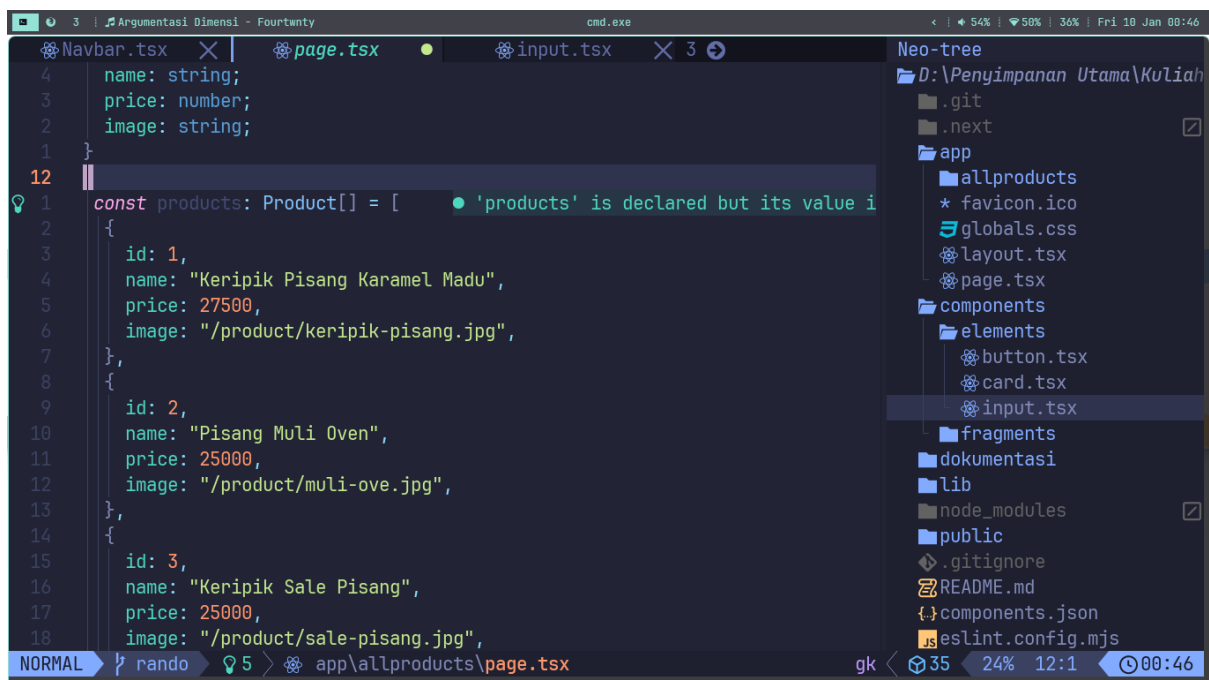 3 Argumentasi Dimensi - Fourtwnty cmd.exe 54% 50% 36% Fri 10 Jan 00:46
Navbar.tsx page.tsx input.tsx 3
4 name: string;
3 price: number;
2 image: string;
1 }
12
1 const products: Product[] = [ 'products' is declared but its value i
2 {
3 id: 1,
4 name: "Keripik Pisang Karamel Madu",
5 price: 27500,
6 image: "/product/keripik-pisang.jpg",
7 },
8 {
9 id: 2,
10 name: "Pisang Muli Oven",
11 price: 25000,
12 image: "/product/muli-ove.jpg",
13 },
14 {
15 id: 3,
16 name: "Keripik Sale Pisang",
17 price: 25000,
18 image: "/product/sale-pisang.jpg",
Neo-tree
D:\Penyimpanan Utama\Kuliah
.git
.next
app
allproducts
* favicon.ico
globals.css
layout.tsx
page.tsx
components
elements
button.tsx
card.tsx
input.tsx
fragments
dokumentasi
lib
node_modules
public
.gitignore
README.md
{..} components.json
JS eslint.config.mjs
NORMAL rando 5 app\allproducts\page.tsx gk 35 24% 12:1 00:46